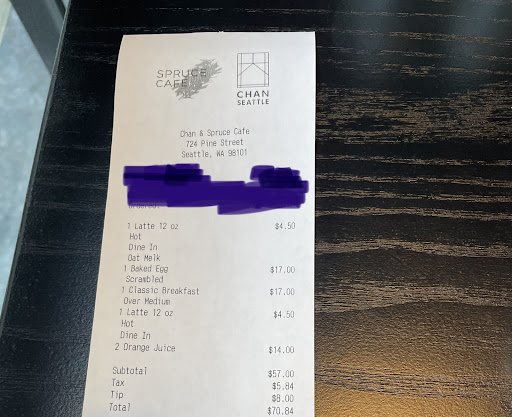 SPRUCE
CAFE
CHAN
SEATTLE
Chan & Spruce Cafe
724 Pine Street
Seattle, WA 98101
1 Latte 12 oz $4.50
Hot
Dine In
Oat Melk
1 Baked Egg $17.00
Scrambled
1 Classic Breakfast $17.00
Over Medium
1 Latte 12 oz $4.50
Hot
Dine In
2 Orange Juice $14.00
Subtotal $57.00
Tax $5.84
Tip $8.00
Total $70.84